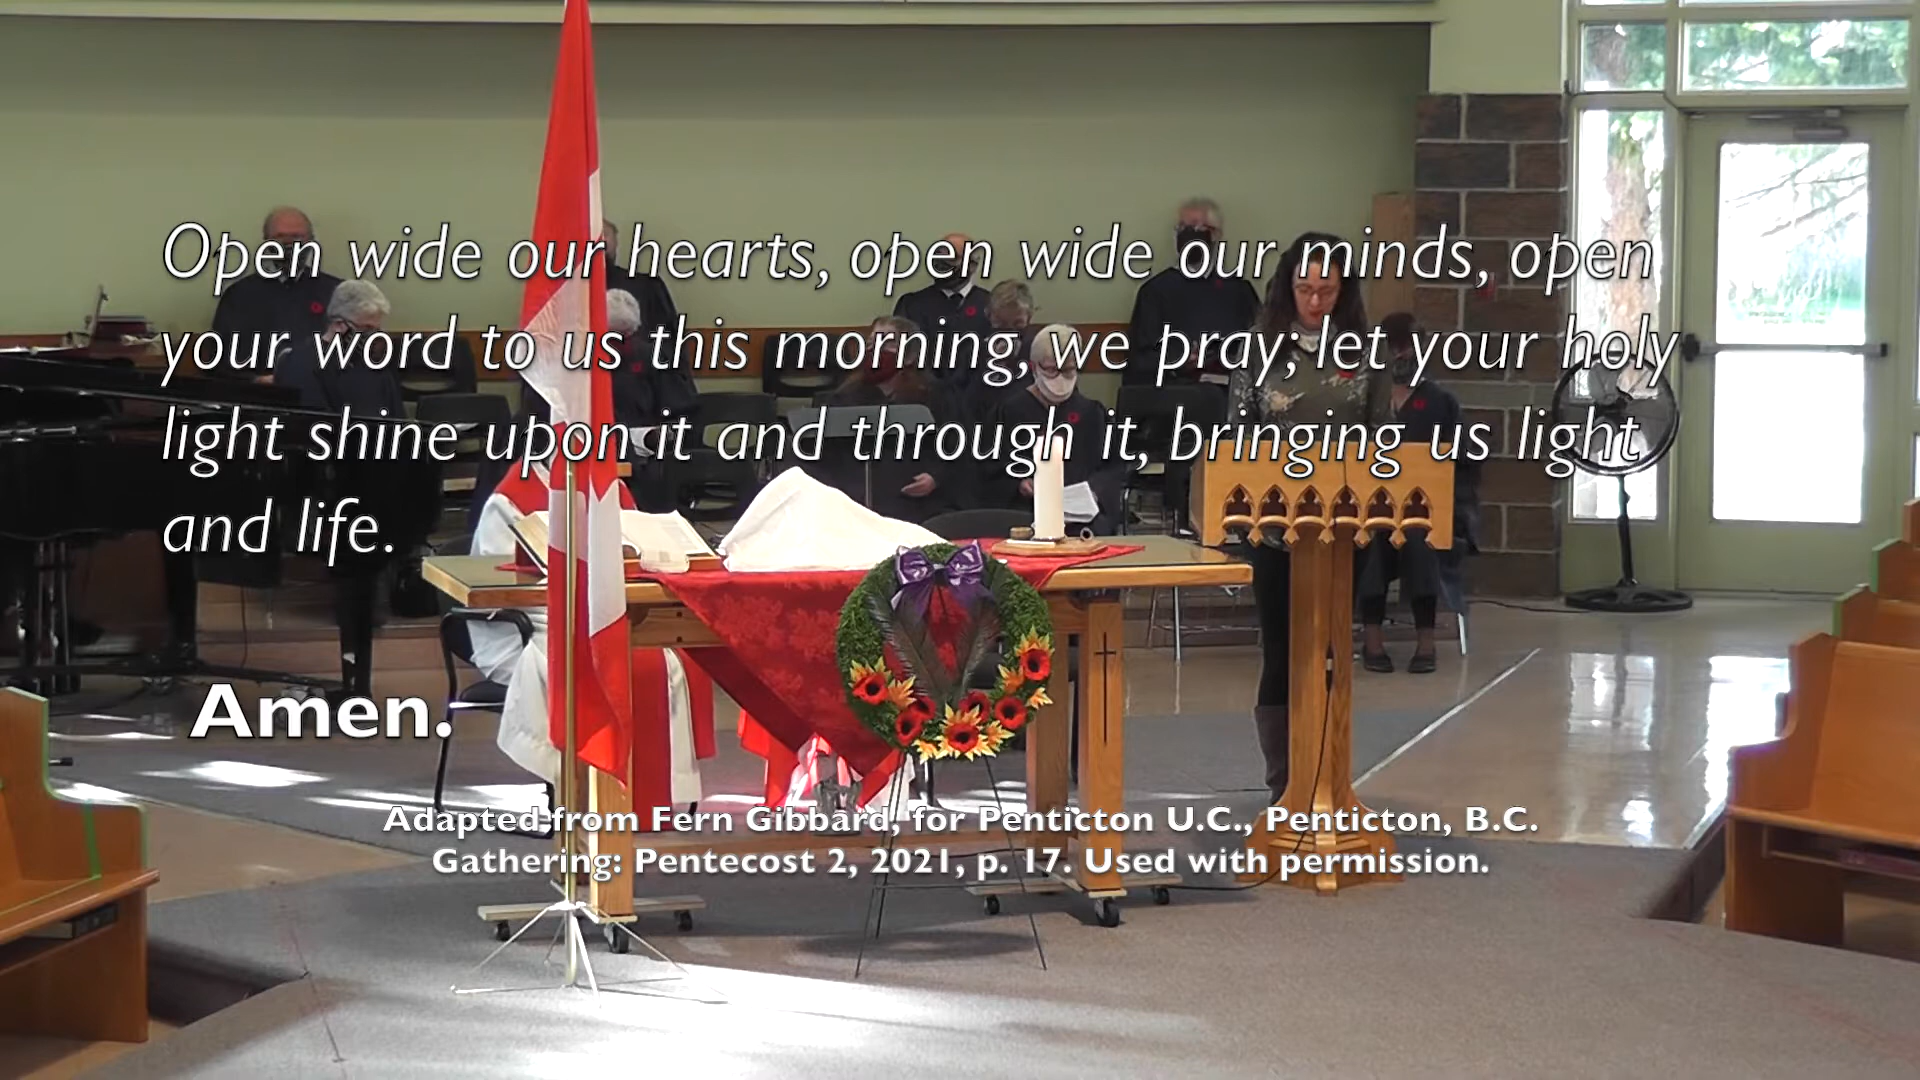 Open wide our hearts, open wide our minds, open
your word to us this morning, we pray; let your holy
light shine upon it and through it, bringing us light
and life.
Amen.
Adapted from Fern Gibbard, for Penticton U.C., Penticton, B.C.
Gathering: Pentecost 2, 2021, p. 17. Used with permission.